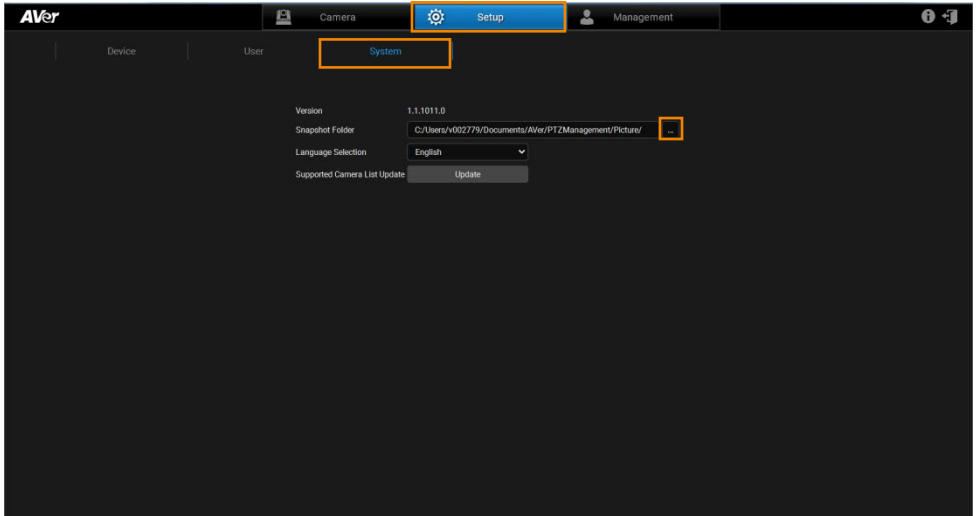 AVer Camera Setup Management
Device User System
Version 1.1.1011.0
Snapshot Folder C:/Users/v002779/Documents/AVer/PTZManagement/Picture/ ...
Language Selection English
Supported Camera List Update Update